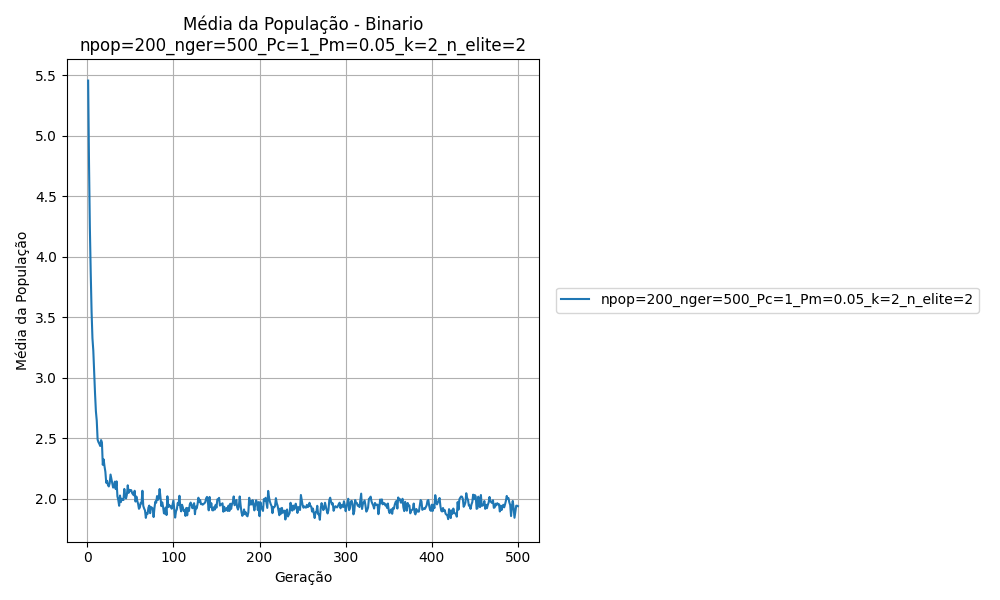 Média da População - Binario
npop=200_nger=500_Pc=1_Pm=0.05_k=2_n_elite=2
Média da População
5.5
5.0
4.5
4.0
3.5
3.0
2.5
2.0
0 100 200 300 400 500
Geração
npop=200_nger=500_Pc=1_Pm=0.05_k=2_n_elite=2